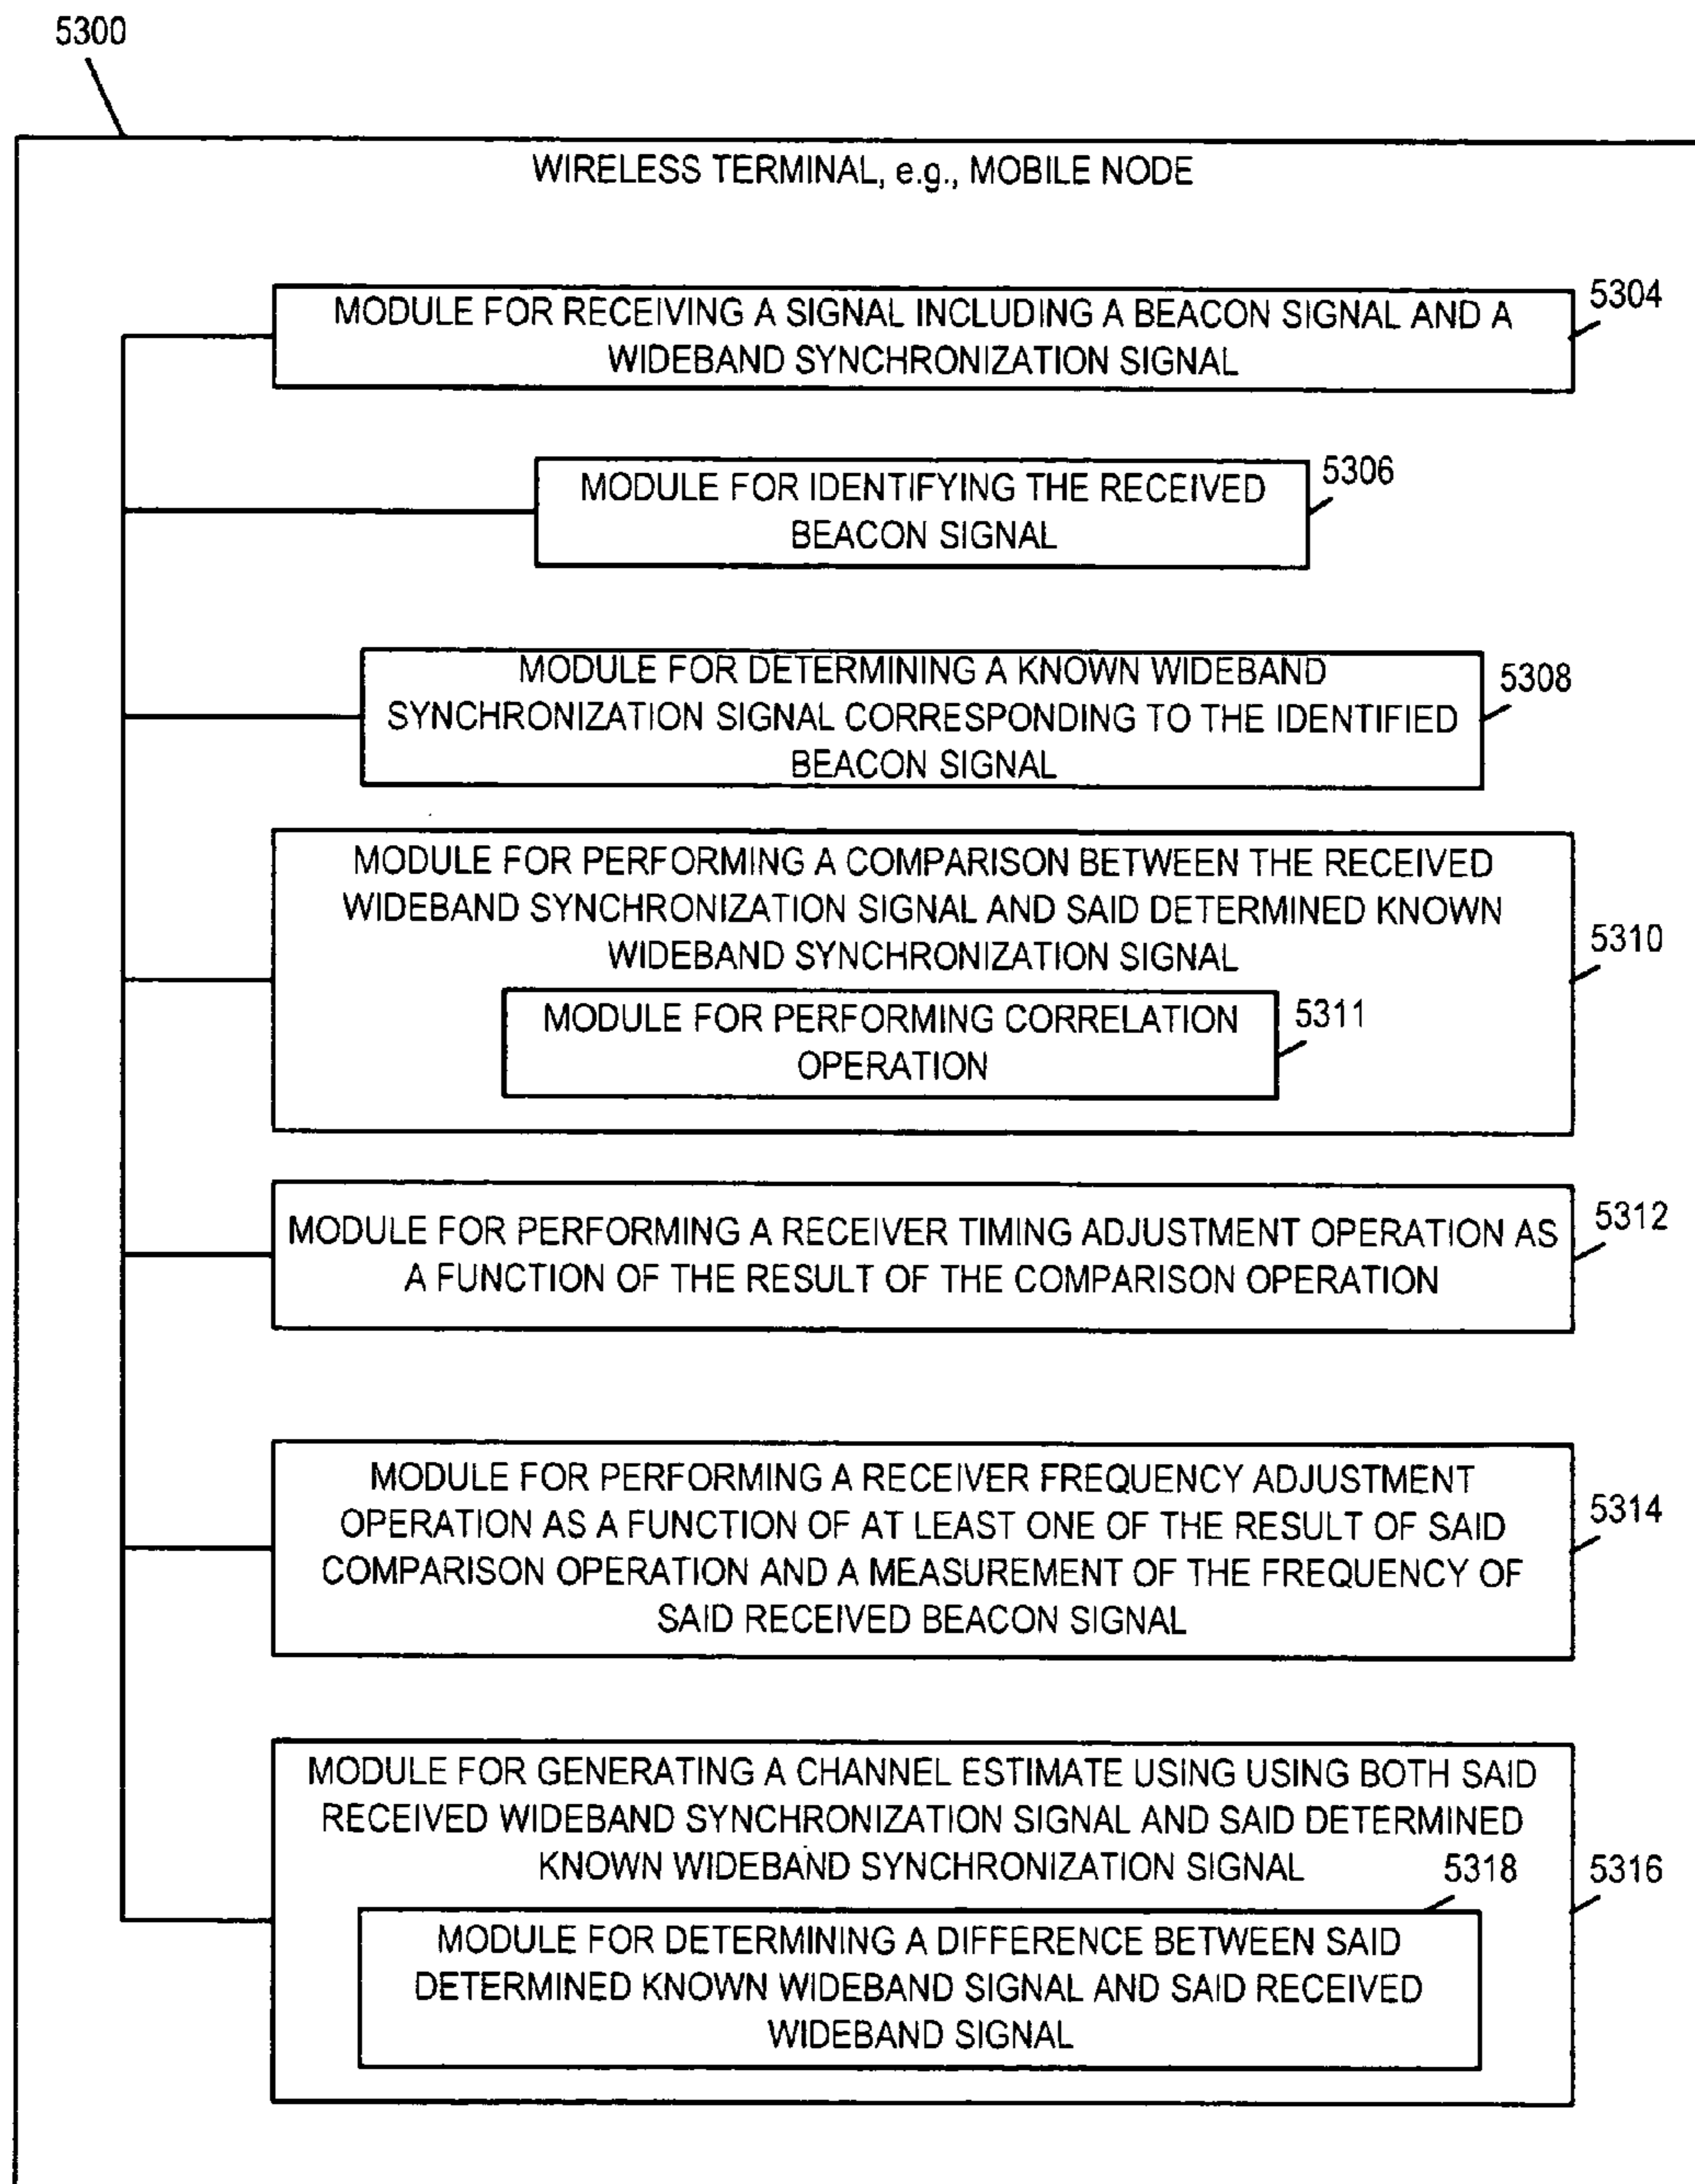 5300
WIRELESS TERMINAL, e.g., MOBILE NODE
MODULE FOR RECEIVING A SIGNAL INCLUDING A BEACON SIGNAL AND A
WIDEBAND SYNCHRONIZATION SIGNAL
5304
MODULE FOR IDENTIFYING THE RECEIVED
BEACON SIGNAL
5306
MODULE FOR DETERMINING A KNOWN WIDEBAND
SYNCHRONIZATION SIGNAL CORRESPONDING TO THE IDENTIFIED
BEACON SIGNAL
5308
MODULE FOR PERFORMING A COMPARISON BETWEEN THE RECEIVED
WIDEBAND SYNCHRONIZATION SIGNAL AND SAID DETERMINED KNOWN
WIDEBAND SYNCHRONIZATION SIGNAL
5310
MODULE FOR PERFORMING CORRELATION
OPERATION
5311
MODULE FOR PERFORMING A RECEIVER TIMING ADJUSTMENT OPERATION AS
A FUNCTION OF THE RESULT OF THE COMPARISON OPERATION
5312
MODULE FOR PERFORMING A RECEIVER FREQUENCY ADJUSTMENT
OPERATION AS A FUNCTION OF AT LEAST ONE OF THE RESULT OF SAID
COMPARISON OPERATION AND A MEASUREMENT OF THE FREQUENCY OF
SAID RECEIVED BEACON SIGNAL
5314
MODULE FOR GENERATING A CHANNEL ESTIMATE USING USING BOTH SAID
RECEIVED WIDEBAND SYNCHRONIZATION SIGNAL AND SAID DETERMINED
KNOWN WIDEBAND SYNCHRONIZATION SIGNAL
5316
5318
MODULE FOR DETERMINING A DIFFERENCE BETWEEN SAID
DETERMINED KNOWN WIDEBAND SIGNAL AND SAID RECEIVED
WIDEBAND SIGNAL